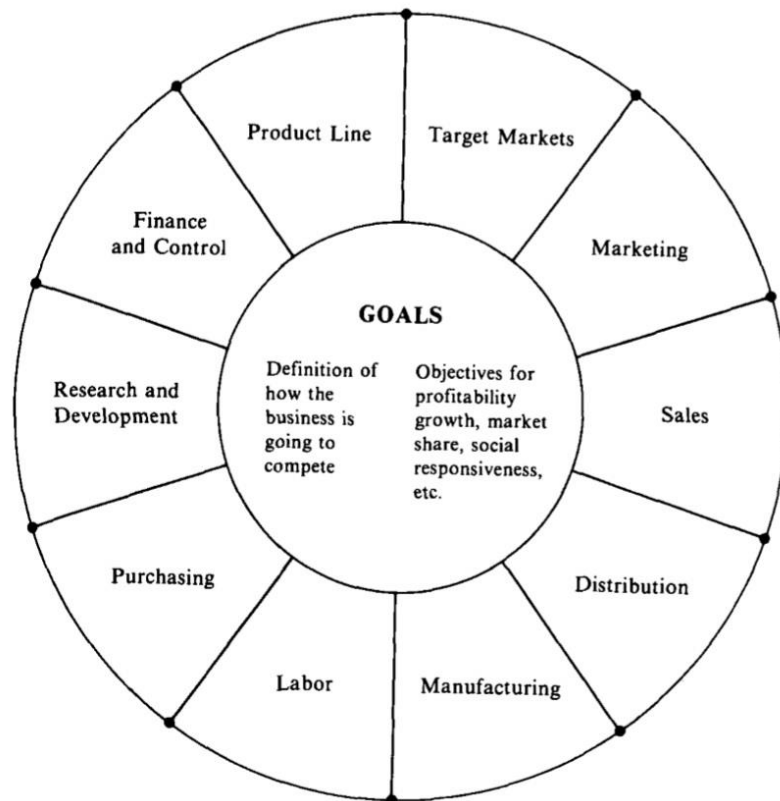 Product Line
Target Markets
Finance
and Control
Marketing
GOALS
Definition of
how the
business is
going to
compete
Objectives for
profitability
growth, market
share, social
responsiveness,
etc.
Research and
Development
Sales
Purchasing
Distribution
Labor
Manufacturing